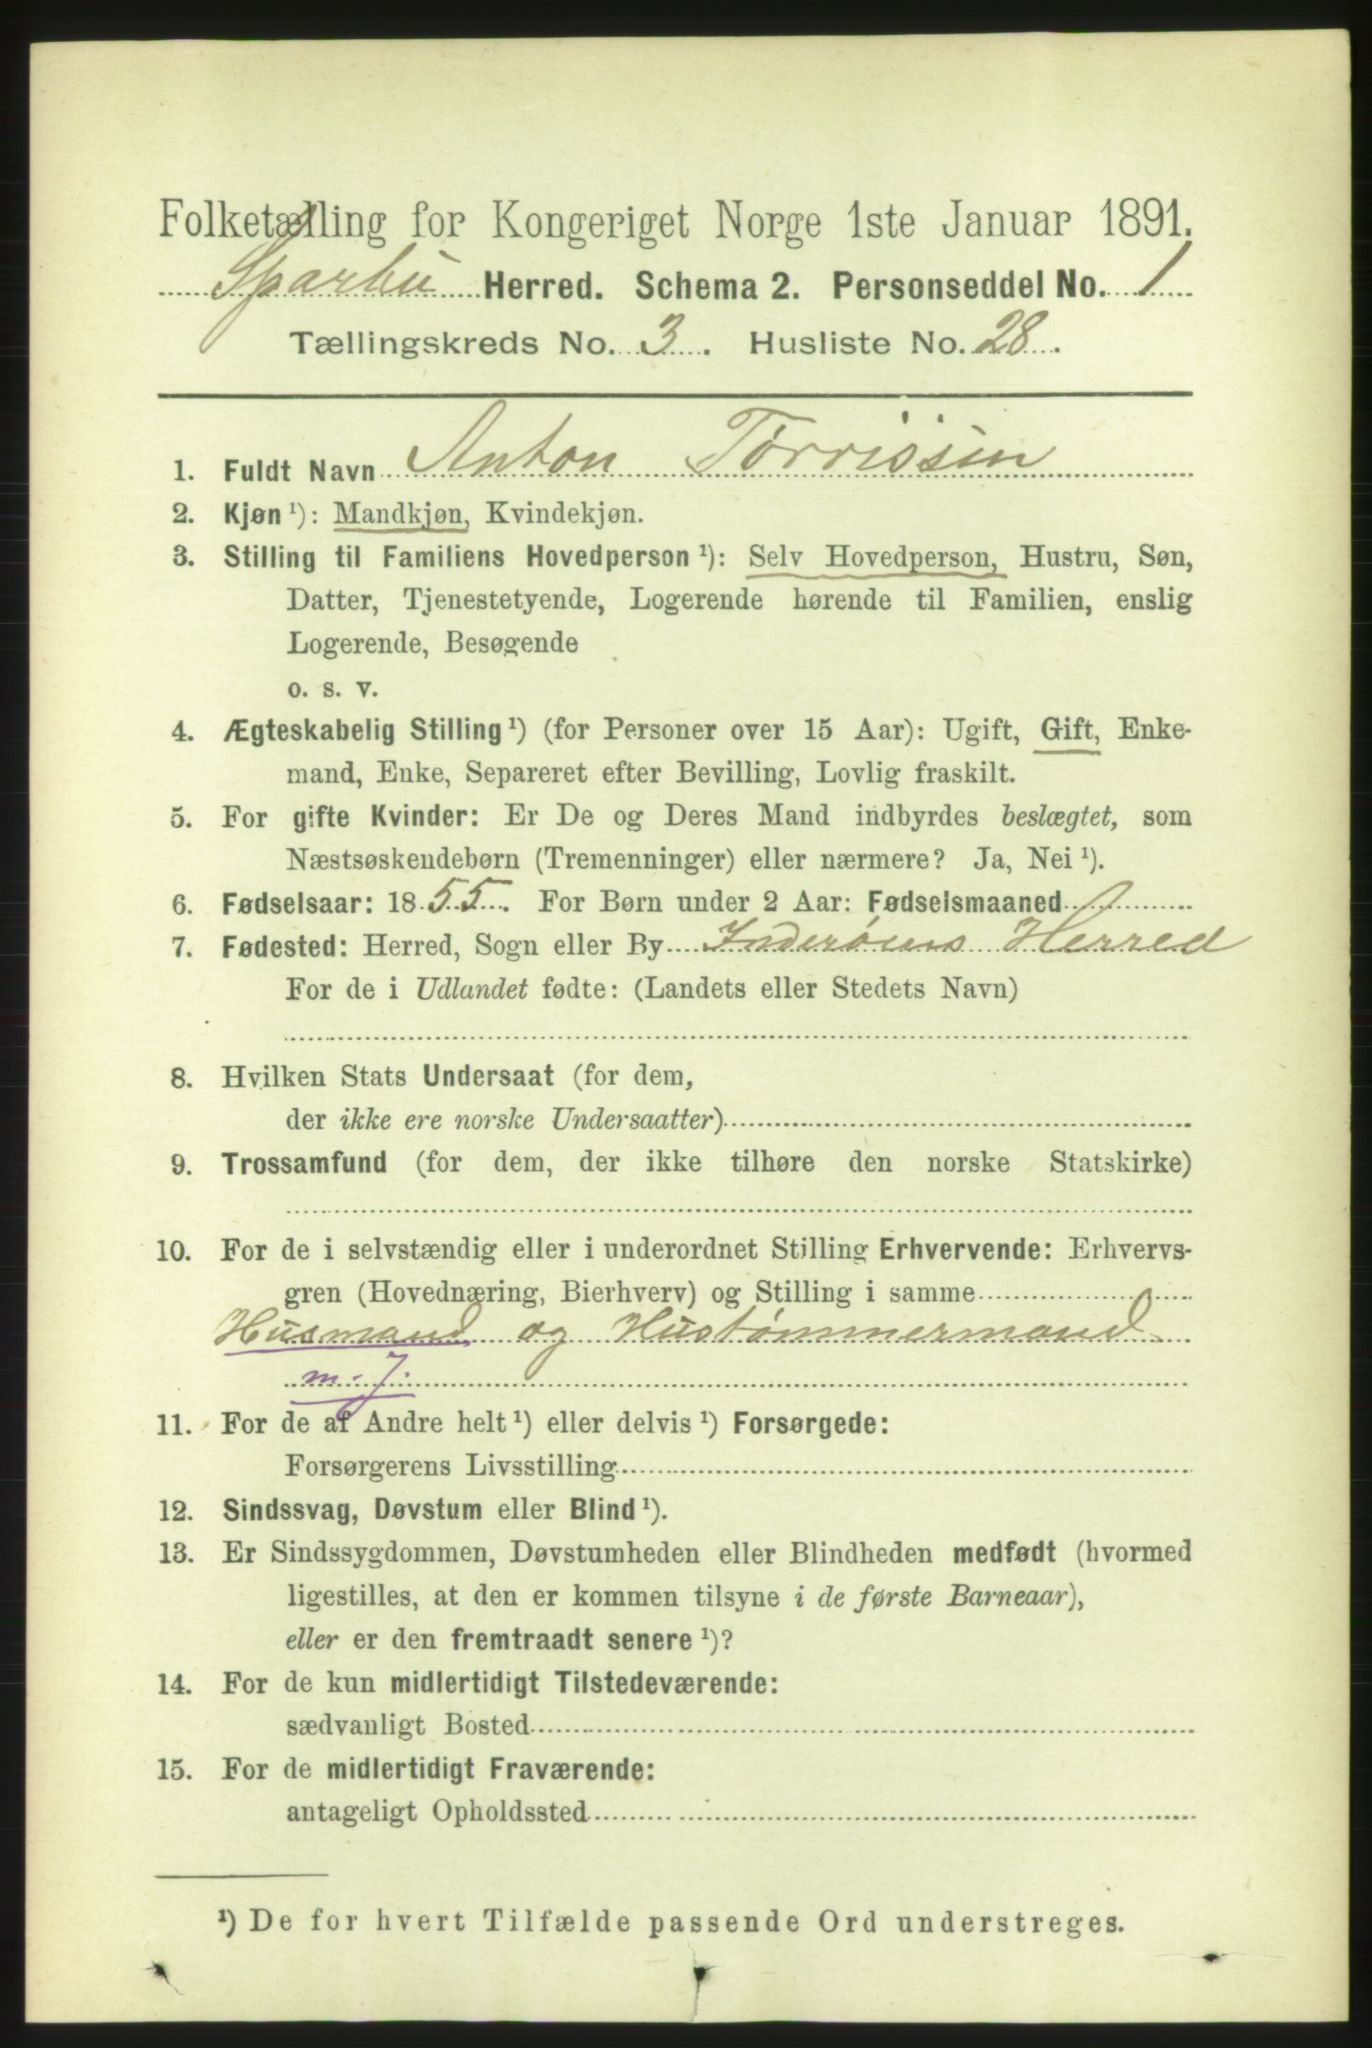 Folketælling for Kongeriget Norge 1ste Januar 1891.
Sparbu Herred. Schema 2. Personseddel No. 1
Tællingskreds No. 3. Husliste No. 28.
1. Fuldt Navn Anton Tørrissen
2. Kjøn ¹): Mandkjøn, Kvindekjøn.
3. Stilling til Familiens Hovedperson ¹): Selv Hovedperson, Hustru, Søn,
Datter, Tjenestetyende, Logerende hørende til Familien, enslig
Logerende, Besøgende
o. s. v.
4. Ægteskabelig Stilling ¹) (for Personer over 15 Aar): Ugift, Gift, Enke-
mand, Enke, Separeret efter Bevilling, Lovlig fraskilt.
5. For gifte Kvinder: Er De og Deres Mand indbyrdes beslægtet, som
Næstsøskendebørn (Tremenninger) eller nærmere? Ja, Nei ¹).
6. Fødselsaar: 1855. For Børn under 2 Aar: Fødselsmaaned
7. Fødested: Herred, Sogn eller By Inderøens Herred
For de i Udlandet fødte: (Landets eller Stedets Navn)
8. Hvilken Stats Undersaat (for dem,
der ikke ere norske Undersaatter)
9. Trossamfund (for dem, der ikke tilhøre den norske Statskirke)
10. For de i selvstændig eller i underordnet Stilling Erhvervende: Erhvervs-
gren (Hovednæring, Bierhverv) og Stilling i samme
Husmand og Hustømmermand
m. J.
11. For de af Andre helt ¹) eller delvis ¹) Forsørgede:
Forsørgerens Livsstilling
12. Sindssvag, Døvstum eller Blind ¹).
13. Er Sindssygdommen, Døvstumheden eller Blindheden medfødt (hvormed
ligestilles, at den er kommen tilsyne i de første Barneaar),
eller er den fremtraadt senere ¹)?
14. For de kun midlertidigt Tilstedeværende:
sædvanligt Bosted
15. For de midlertidigt Fraværende:
antageligt Opholdssted
¹) De for hvert Tilfælde passende Ord understreges.